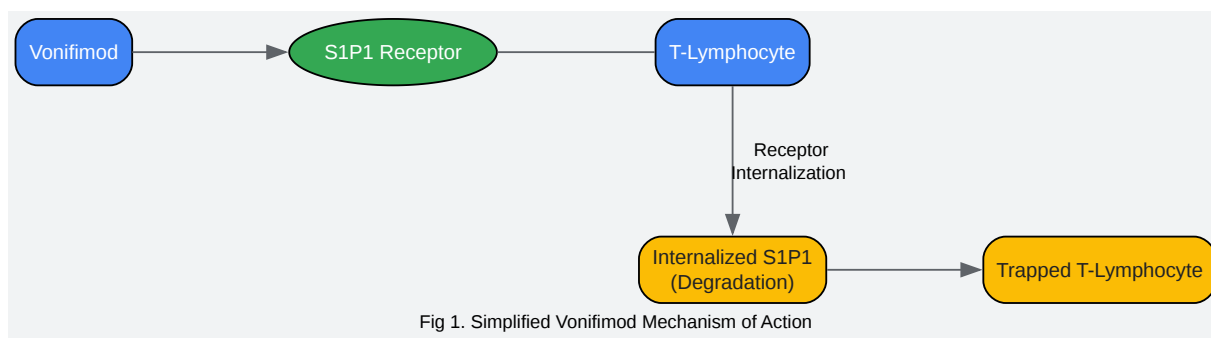 Vonifimod
S1P1 Receptor
T-Lymphocyte
Receptor
Internalization
Internalized S1P1
(Degradation)
Trapped T-Lymphocyte
Fig 1. Simplified Vonifimod Mechanism of Action